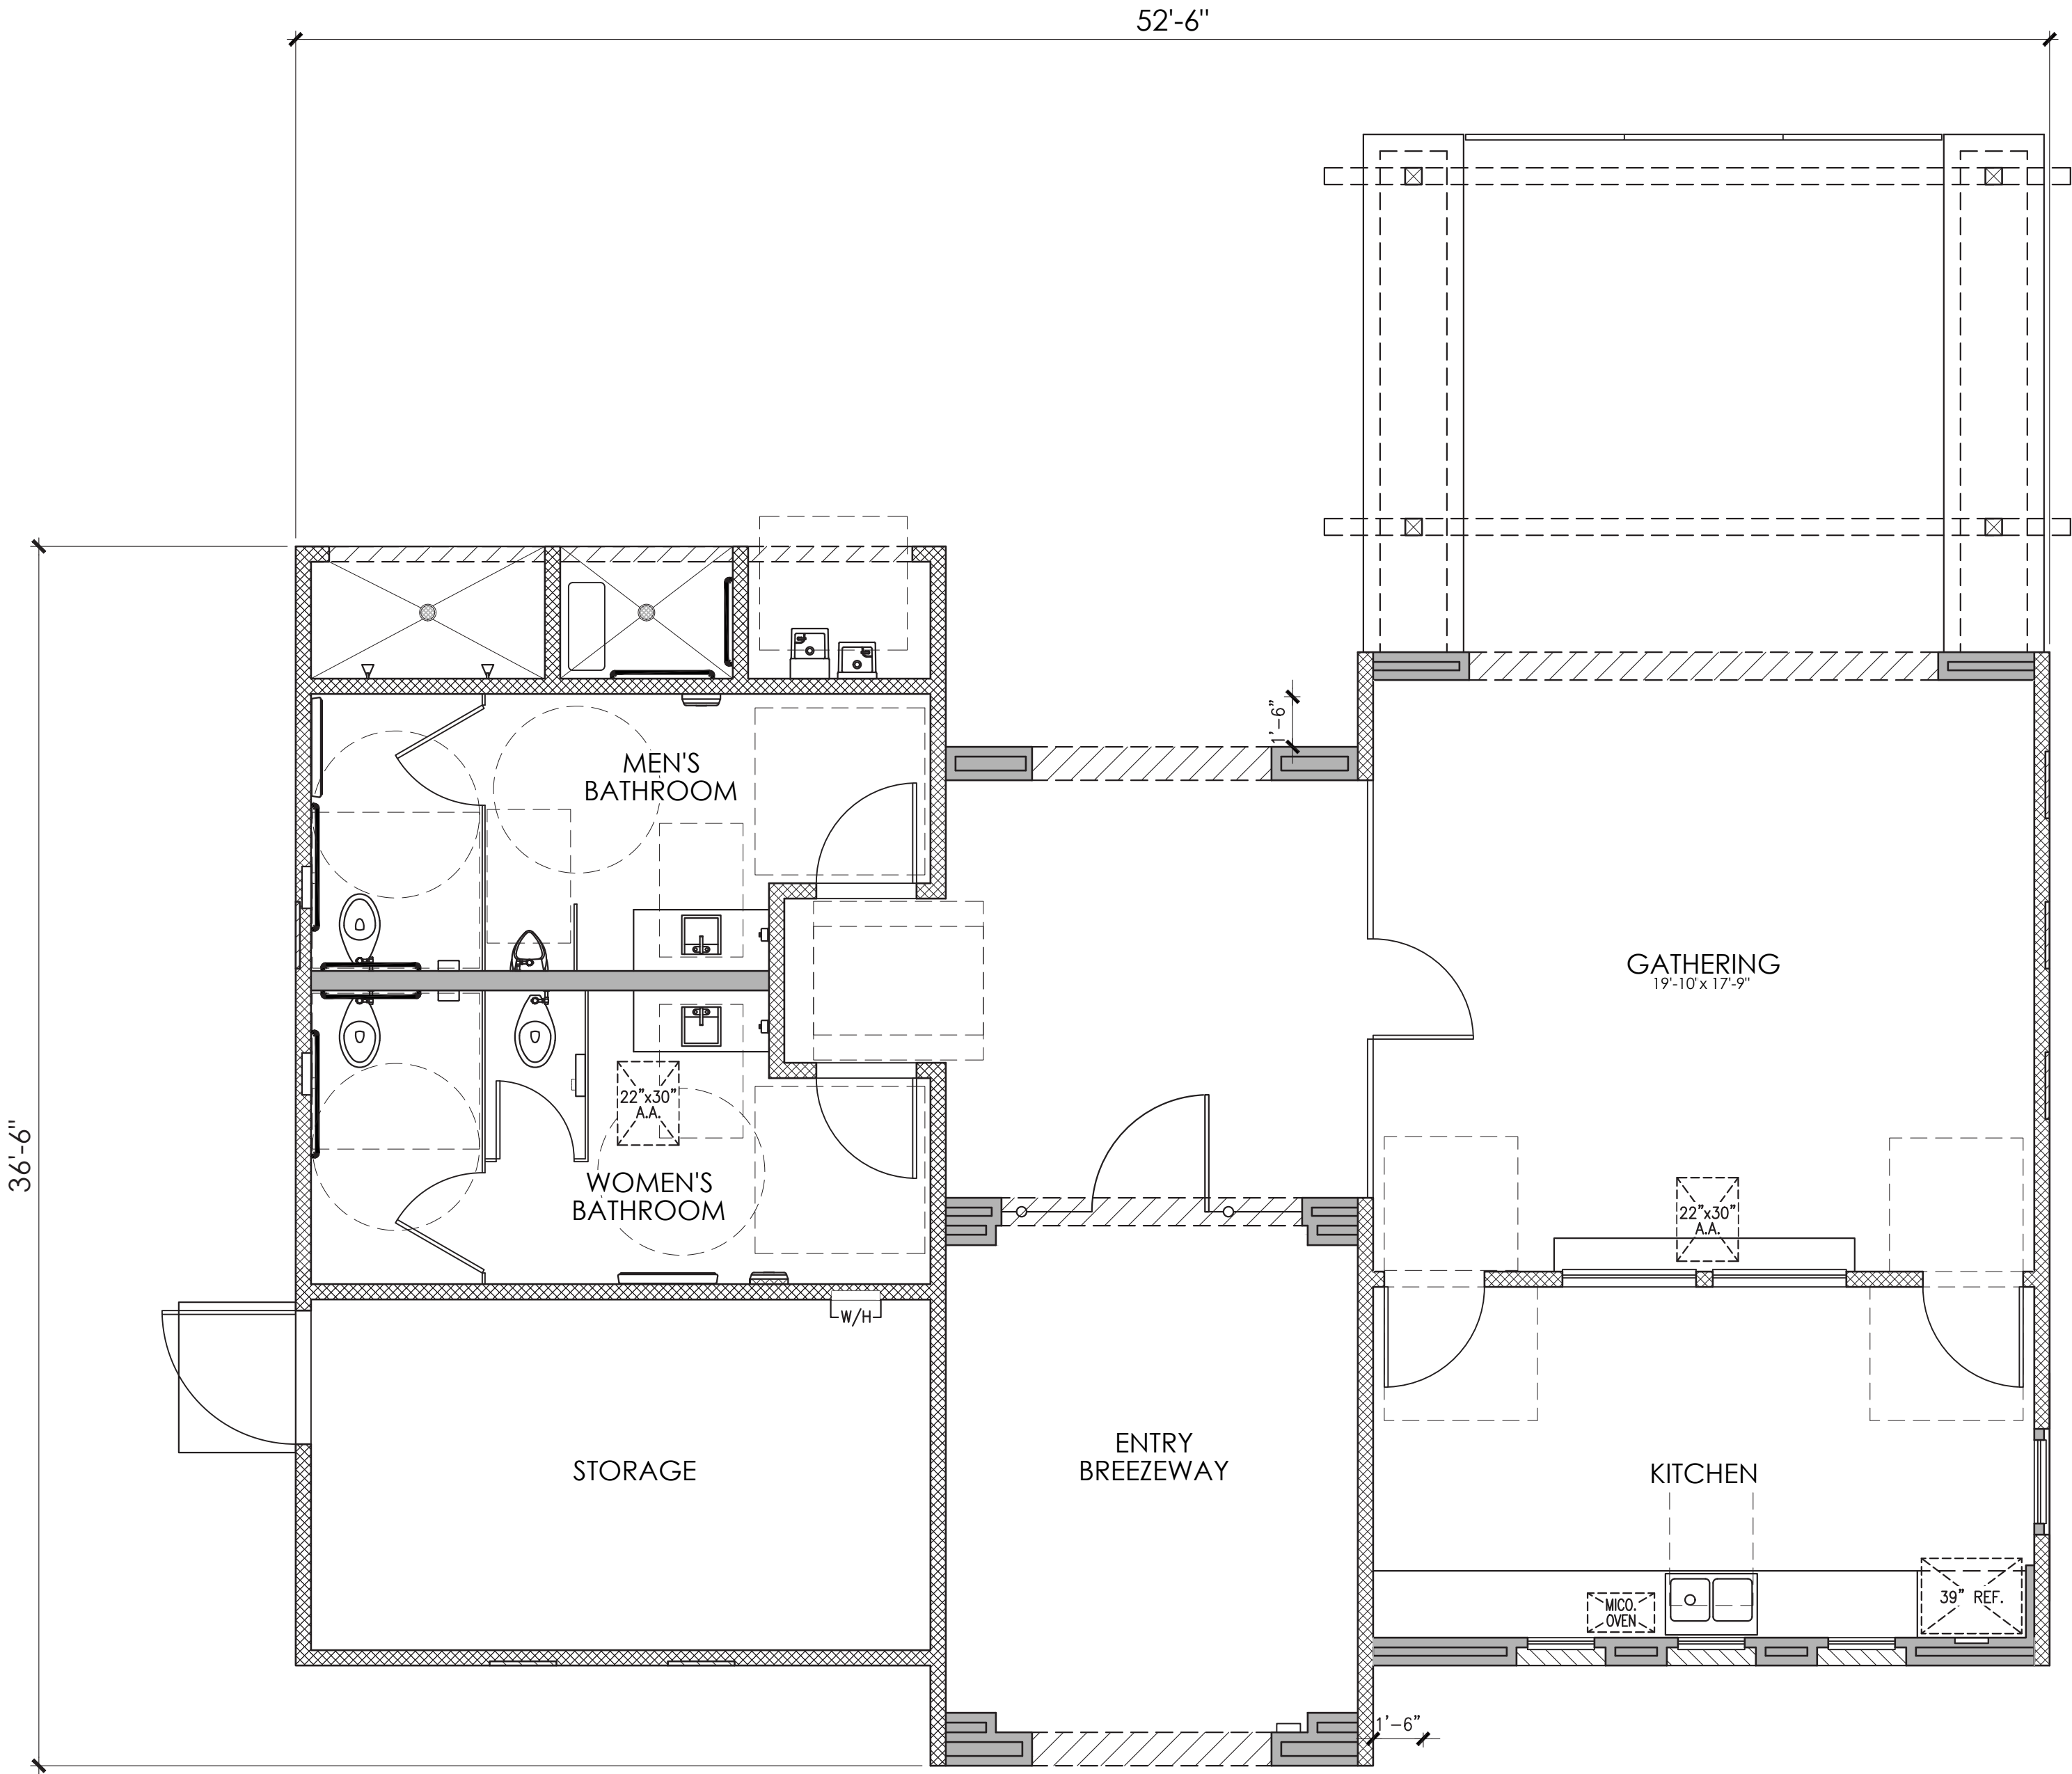 52'-6"
1'-6"
MEN'S
BATHROOM
GATHERING
19'-10' x 17'-9"
22"x30"
A.A.
36'-6"
WOMEN'S
BATHROOM
22"x30"
A.A.
W/H
ENTRY
BREEZEWAY
STORAGE
KITCHEN
MICO.
OVEN
39" REF.
1'-6"